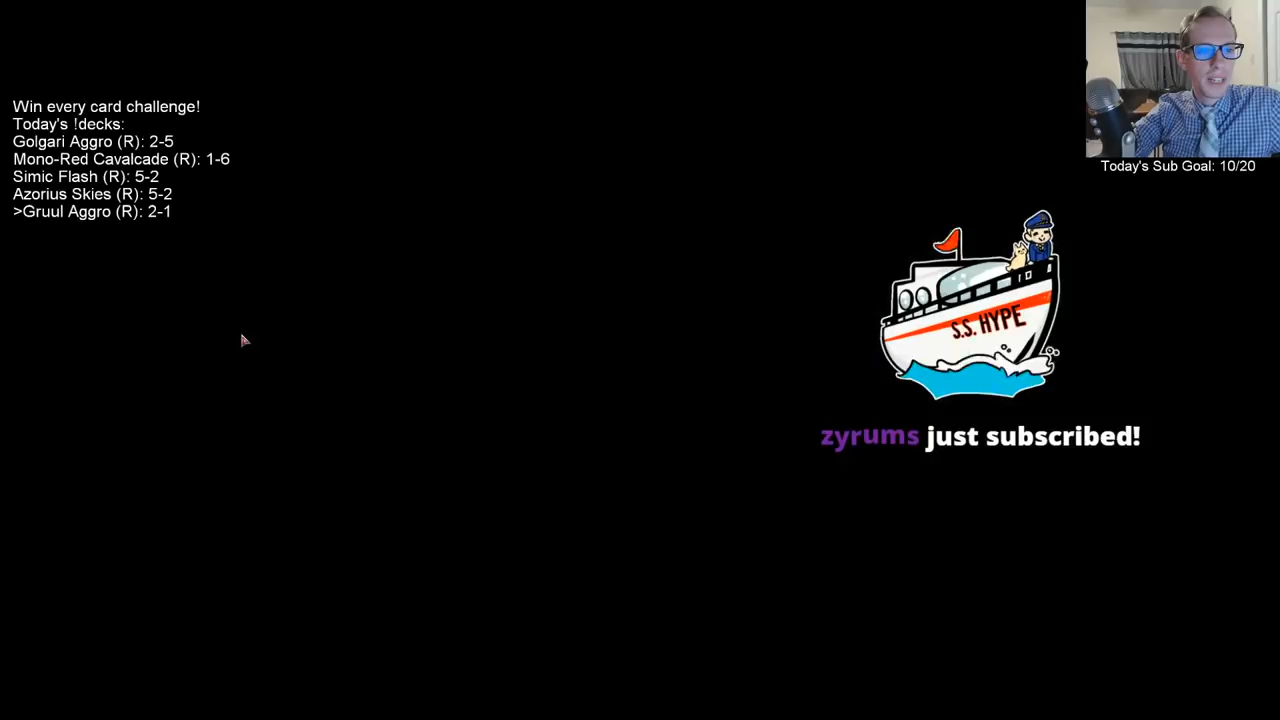 Win every card challenge!
Today's !decks:
Golgari Aggro (R): 2-5
Mono-Red Cavalcade (R): 1-6
Simic Flash (R): 5-2
Azorius Skies (R): 5-2
>Gruul Aggro (R): 2-1
Today's Sub Goal: 10/20
S.S. HYPE
zyrums just subscribed!